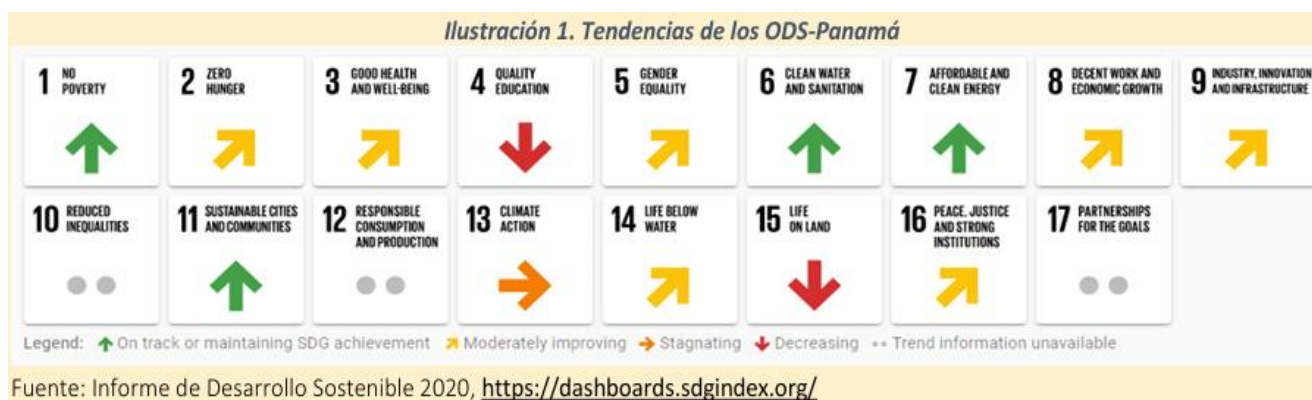 Ilustración 1. Tendencias de los ODS-Panamá
1 NO
POVERTY
2 ZERO
HUNGER
3 GOOD HEALTH
AND WELL-BEING
4 QUALITY
EDUCATION
5 GENDER
EQUALITY
6 CLEAN WATER
AND SANITATION
7 AFFORDABLE AND
CLEAN ENERGY
8 DECENT WORK AND
ECONOMIC GROWTH
9 INDUSTRY, INNOVATION
AND INFRASTRUCTURE
10 REDUCED
INEQUALITIES
11 SUSTAINABLE CITIES
AND COMMUNITIES
12 RESPONSIBLE
CONSUMPTION
AND PRODUCTION
13 CLIMATE
ACTION
14 LIFE BELOW
WATER
15 LIFE
ON LAND
16 PEACE, JUSTICE
AND STRONG
INSTITUTIONS
17 PARTNERSHIPS
FOR THE GOALS
Legend: On track or maintaining SDG achievement Moderately improving Stagnating Decreasing Trend information unavailable
Fuente: Informe de Desarrollo Sostenible 2020, https://dashboards.sdgindex.org/